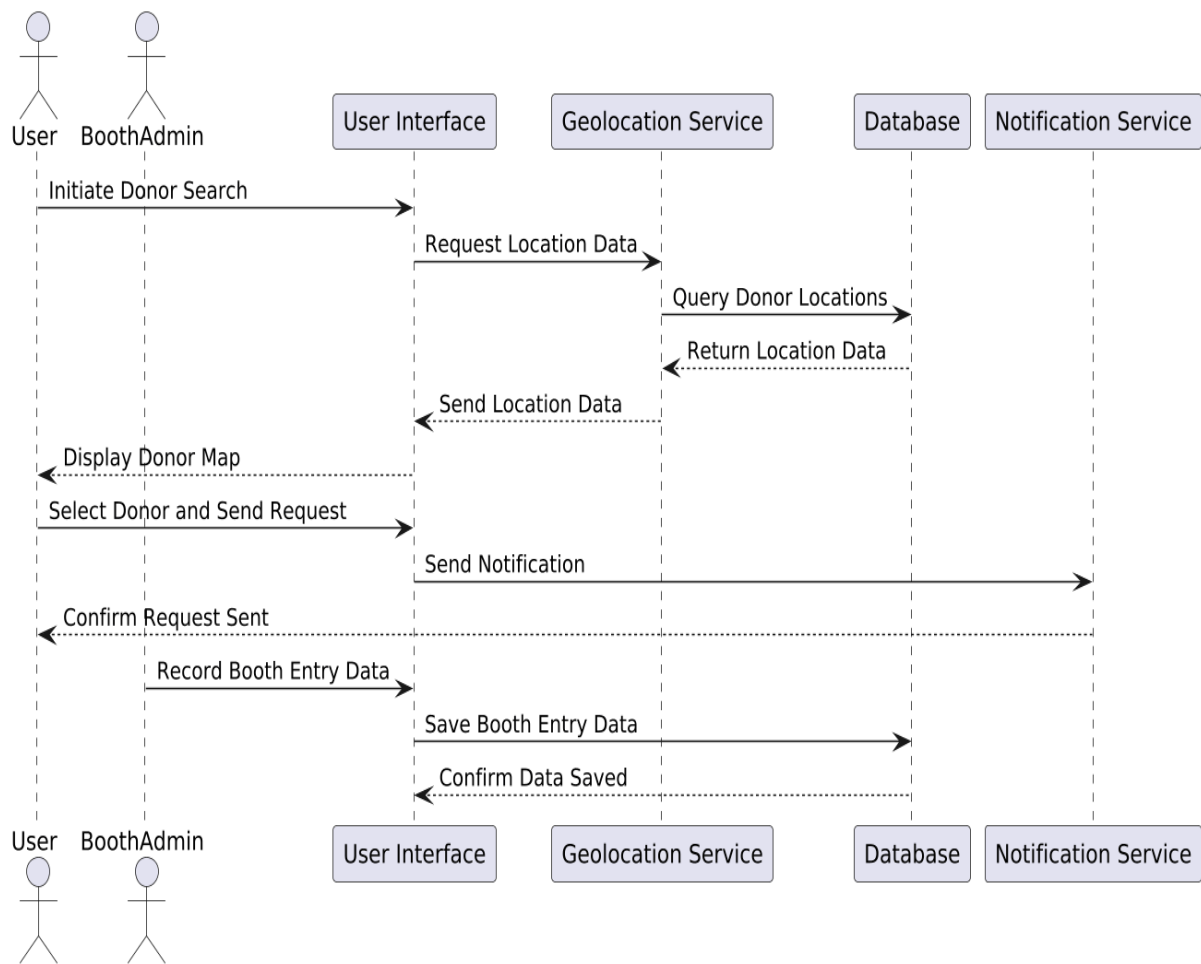 User
BoothAdmin
User Interface
Geolocation Service
Database
Notification Service
Initiate Donor Search
Request Location Data
Query Donor Locations
Return Location Data
Send Location Data
Display Donor Map
Select Donor and Send Request
Send Notification
Confirm Request Sent
Record Booth Entry Data
Save Booth Entry Data
Confirm Data Saved
User
BoothAdmin
User Interface
Geolocation Service
Database
Notification Service